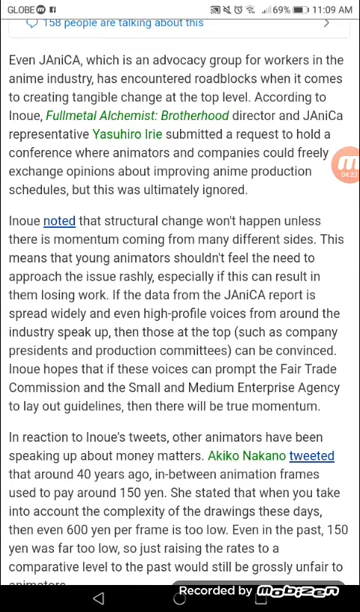 GLOBE
69% 11:09 AM
158 people are talking about this
Even JAniCA, which is an advocacy group for workers in the
anime industry, has encountered roadblocks when it comes
to creating tangible change at the top level. According to
Inoue, Fullmetal Alchemist: Brotherhood director and JAniCa
representative Yasuhiro Irie submitted a request to hold a
conference where animators and companies could freely
exchange opinions about improving anime production
schedules, but this was ultimately ignored.
04:33
Inoue noted that structural change won't happen unless
there is momentum coming from many different sides. This
means that young animators shouldn't feel the need to
approach the issue rashly, especially if this can result in
them losing work. If the data from the JAniCA report is
spread widely and even high-profile voices from around the
industry speak up, then those at the top (such as company
presidents and production committees) can be convinced.
Inoue hopes that if these voices can prompt the Fair Trade
Commission and the Small and Medium Enterprise Agency
to lay out guidelines, then there will be true momentum.
In reaction to Inoue's tweets, other animators have been
speaking up about money matters. Akiko Nakano tweeted
that around 40 years ago, in-between animation frames
used to pay around 150 yen. She stated that when you take
into account the complexity of the drawings these days,
then even 600 yen per frame is too low. Even in the past, 150
yen was far too low, so just raising the rates to a
comparative level to the past would still be grossly unfair to
animators.
Recorded by Mobizen